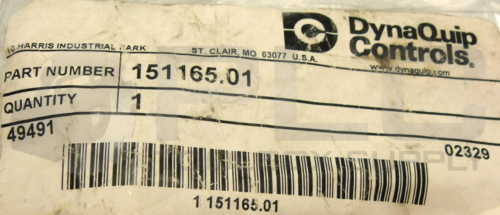 DynaQuip
Controls®
HARRIS INDUSTRIAL PARK ST. CLAIR, MO 63077 U.S.A.
www.dynaquip.com
PART NUMBER 151165.01
QUANTITY 1
49491 02329
1 151165.01